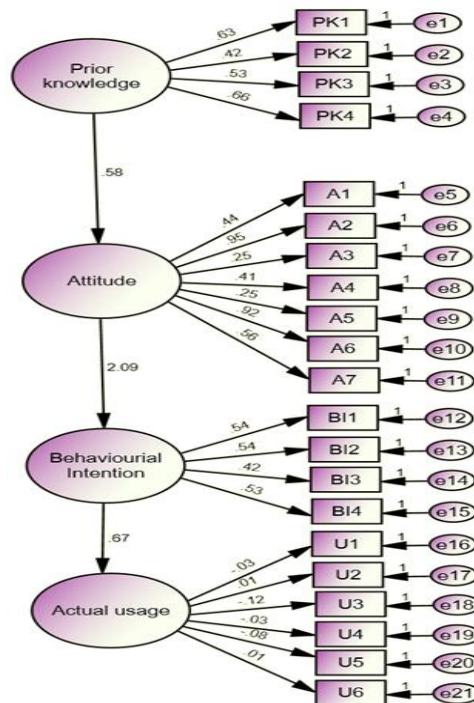 .63
PK1
1
e1
.42
PK2
1
e2
Prior
knowledge
.53
PK3
1
e3
.66
PK4
1
e4
.58
.44
A1
1
e5
.95
A2
1
e6
.25
A3
1
e7
Attitude
.41
A4
1
e8
.25
A5
1
e9
.92
A6
1
e10
.56
A7
1
e11
2.09
.54
BI1
1
e12
.54
BI2
1
e13
Behaviourial
Intention
.42
BI3
1
e14
.53
BI4
1
e15
.67
-.03
U1
1
e16
.01
U2
1
e17
Actual usage
-.12
U3
1
e18
-.03
U4
1
e19
-.08
U5
1
e20
.01
U6
1
e21